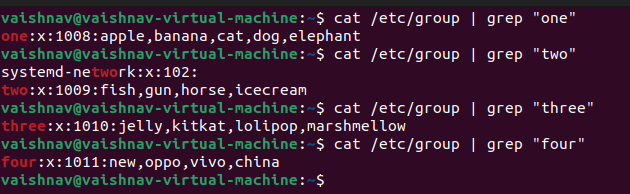 vaishnav@vaishnav-virtual-machine:~$ cat /etc/group | grep "one"
one:x:1008:apple,banana,cat,dog,elephant
vaishnav@vaishnav-virtual-machine:~$ cat /etc/group | grep "two"
systemd-network:x:102:
two:x:1009:fish,gun,horse,icecream
vaishnav@vaishnav-virtual-machine:~$ cat /etc/group | grep "three"
three:x:1010:jelly,kitkat,lolipop,marshmellow
vaishnav@vaishnav-virtual-machine:~$ cat /etc/group | grep "four"
four:x:1011:new,oppo,vivo,china
vaishnav@vaishnav-virtual-machine:~$